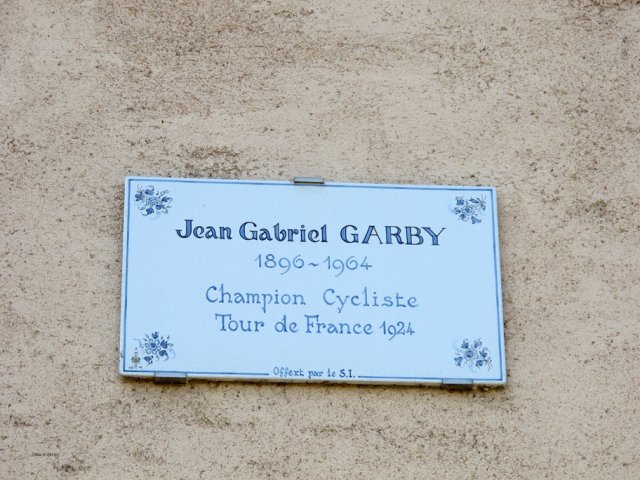 Jean Gabriel GARBY
1896~1964
Champion Cycliste
Tour de France 1924
Offert par le S.I.